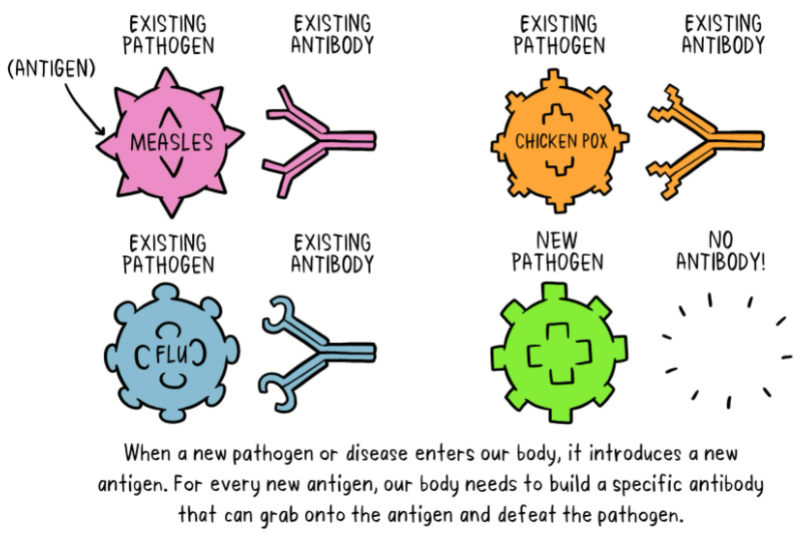 EXISTING
PATHOGEN
EXISTING
ANTIBODY
(ANTIGEN)
MEASLES
EXISTING
PATHOGEN
EXISTING
ANTIBODY
CHICKEN POX
EXISTING
PATHOGEN
EXISTING
ANTIBODY
FLU
NEW
PATHOGEN
NO
ANTIBODY!
When a new pathogen or disease enters our body, it introduces a new
antigen. For every new antigen, our body needs to build a specific antibody
that can grab onto the antigen and defeat the pathogen.